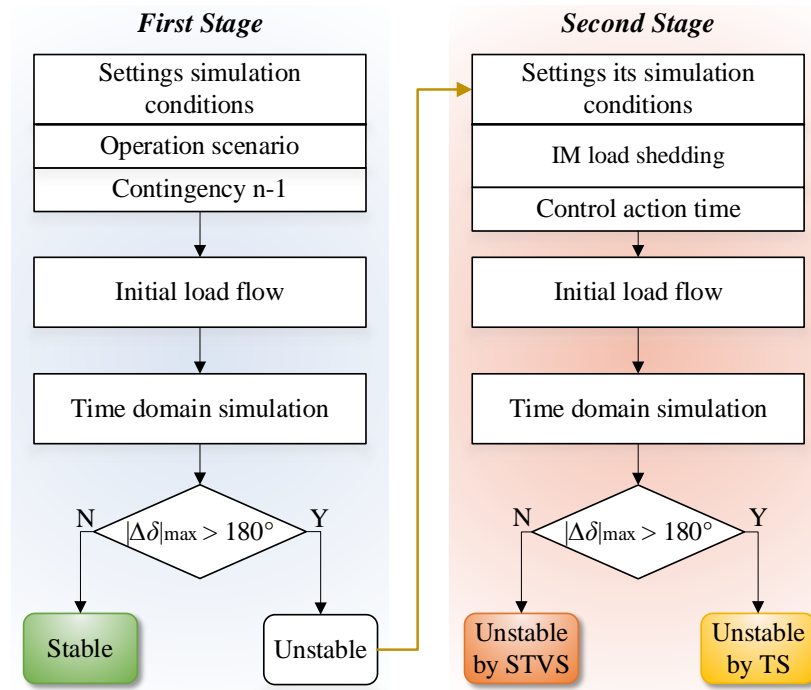 First Stage
Settings simulation
conditions
Operation scenario
Contingency n-1
Initial load flow
Time domain simulation
N
|Δδ|max > 180°
Y
Stable
Unstable
Second Stage
Settings its simulation
conditions
IM load shedding
Control action time
Initial load flow
Time domain simulation
N
|Δδ|max > 180°
Y
Unstable
by STVS
Unstable
by TS